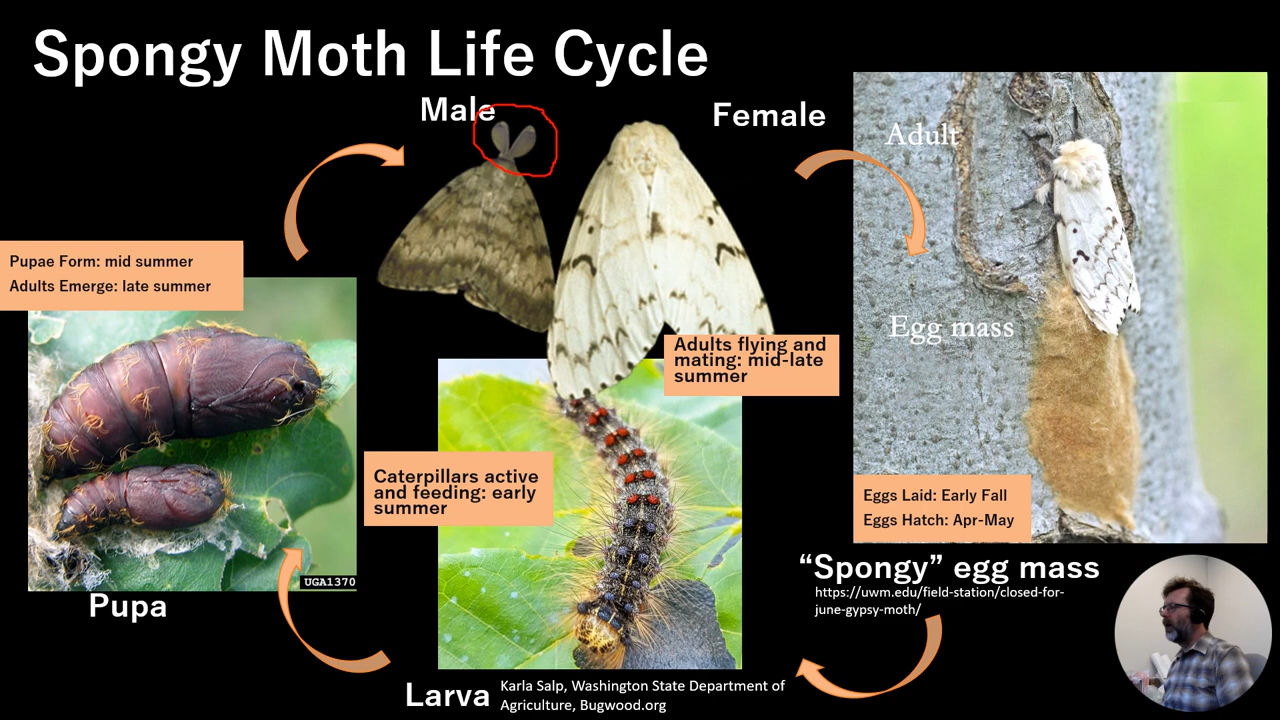 Spongy Moth Life Cycle
Male
Female
Adult
Pupae Form: mid summer
Adults Emerge: late summer
Egg mass
Adults flying and
mating: mid-late
summer
Caterpillars active
and feeding: early
summer
Eggs Laid: Early Fall
Eggs Hatch: Apr-May
UGA1370
Pupa
“Spongy” egg mass
https://uwm.edu/field-station/closed-for-
june-gypsy-moth/
Larva
Karla Salp, Washington State Department of
Agriculture, Bugwood.org